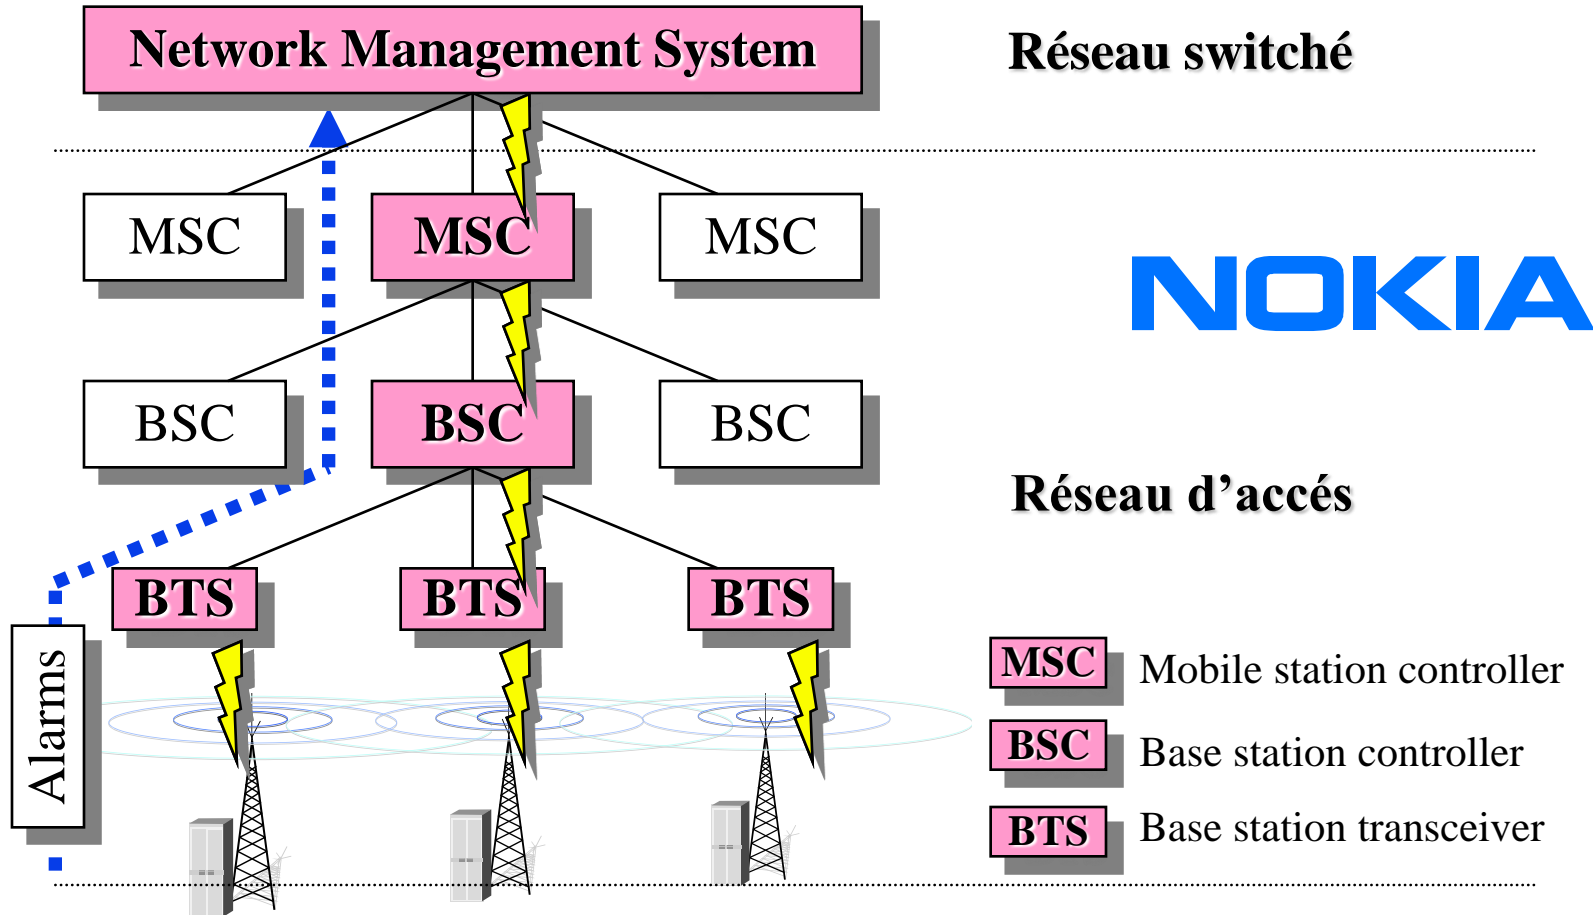 Network Management System
Réseau switché
MSC
MSC
MSC
NOKIA
BSC
BSC
BSC
Réseau d’accés
BTS
BTS
BTS
Alarms
MSC Mobile station controller
BSC Base station controller
BTS Base station transceiver